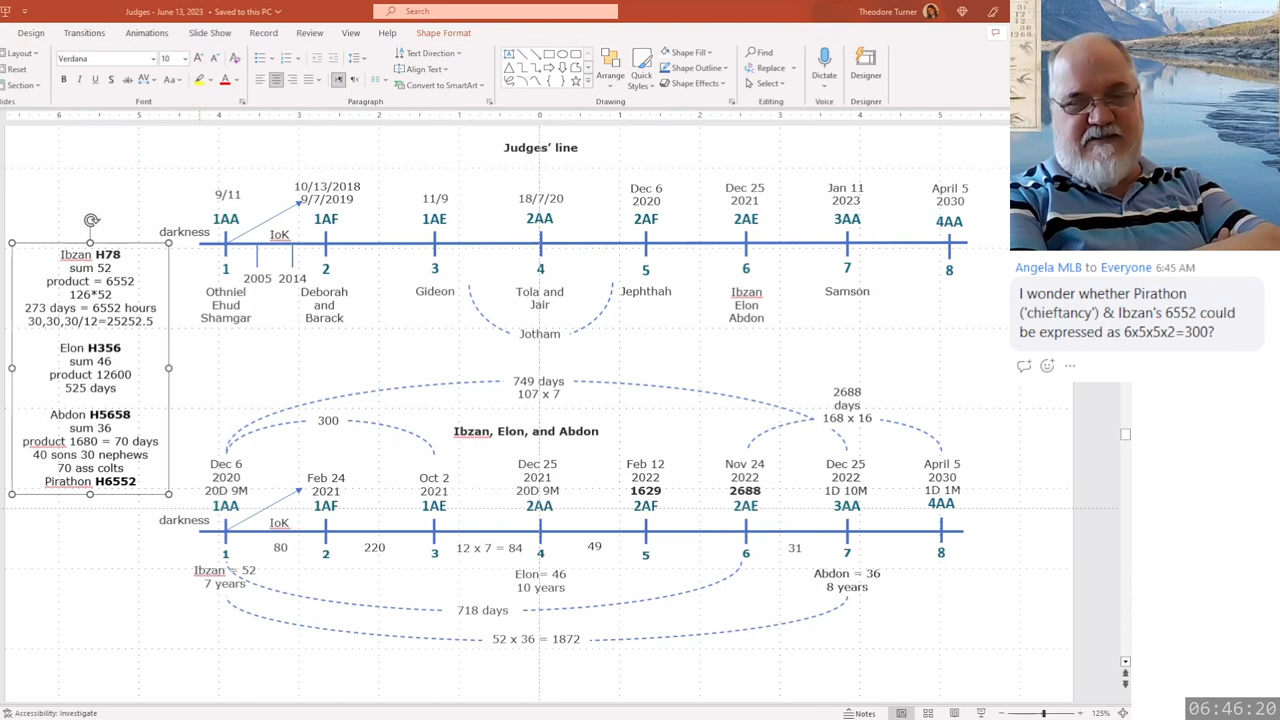 Judges - June 13, 2023 • Saved to this PC
Search
Theodore Turner
Design Transitions Animations Slide Show Record Review View Help Shape Format
Layout
Reset
Section
Verdana 10
Font
Paragraph
Text Direction
Align Text
Convert to SmartArt
Arrange
Quick
Styles
Shape Fill
Shape Outline
Shape Effects
Drawing
Find
Replace
Select
Editing
Dictate
Voice
Designer
Designer
6 5 4 3 2 1 0 1 2 3 4 5
Judges' line
9/11
10/13/2018
9/7/2019
11/9
18/7/20
Dec 6
2020
Dec 25
2021
Jan 11
2023
April 5
2030
1AA 1AF 1AE 2AA 2AF 2AE 3AA 4AA
darkness
IoK
1 2 3 4 5 6 7 8
2005 2014
Othniel
Ehud
Shamgar
Deborah
and
Barack
Gideon
Tola and
Jair
Jephthah
Ibzan
Elon
Abdon
Samson
Jotham
Ibzan H78
sum 52
product = 6552
126*52
273 days = 6552 hours
30,30,30/12=25252.5
Elon H356
sum 46
product 12600
525 days
Abdon H5658
sum 36
product 1680 = 70 days
40 sons 30 nephews
70 ass colts
Pirathon H6552
749 days
107 x 7
2688
days
168 x 16
300
Ibzan, Elon, and Abdon
Dec 6
2020
20D 9M
Feb 24
2021
Oct 2
2021
Dec 25
2021
20D 9M
Feb 12
2022
1629
Nov 24
2022
2688
Dec 25
2022
1D 10M
April 5
2030
1D 1M
1AA 1AF 1AE 2AA 2AF 2AE 3AA 4AA
darkness
IoK
80 220 12 x 7 = 84 49 31
1 2 3 4 5 6 7 8
Ibzan = 52
7 years
Elon= 46
10 years
Abdon = 36
8 years
718 days
52 x 36 = 1872
Angela MLB to Everyone 6:45 AM
I wonder whether Pirathon
('chieftancy') & Ibzan's 6552 could
be expressed as 6x5x5x2=300?
Accessibility: Investigate
Notes
125%
06:46:20